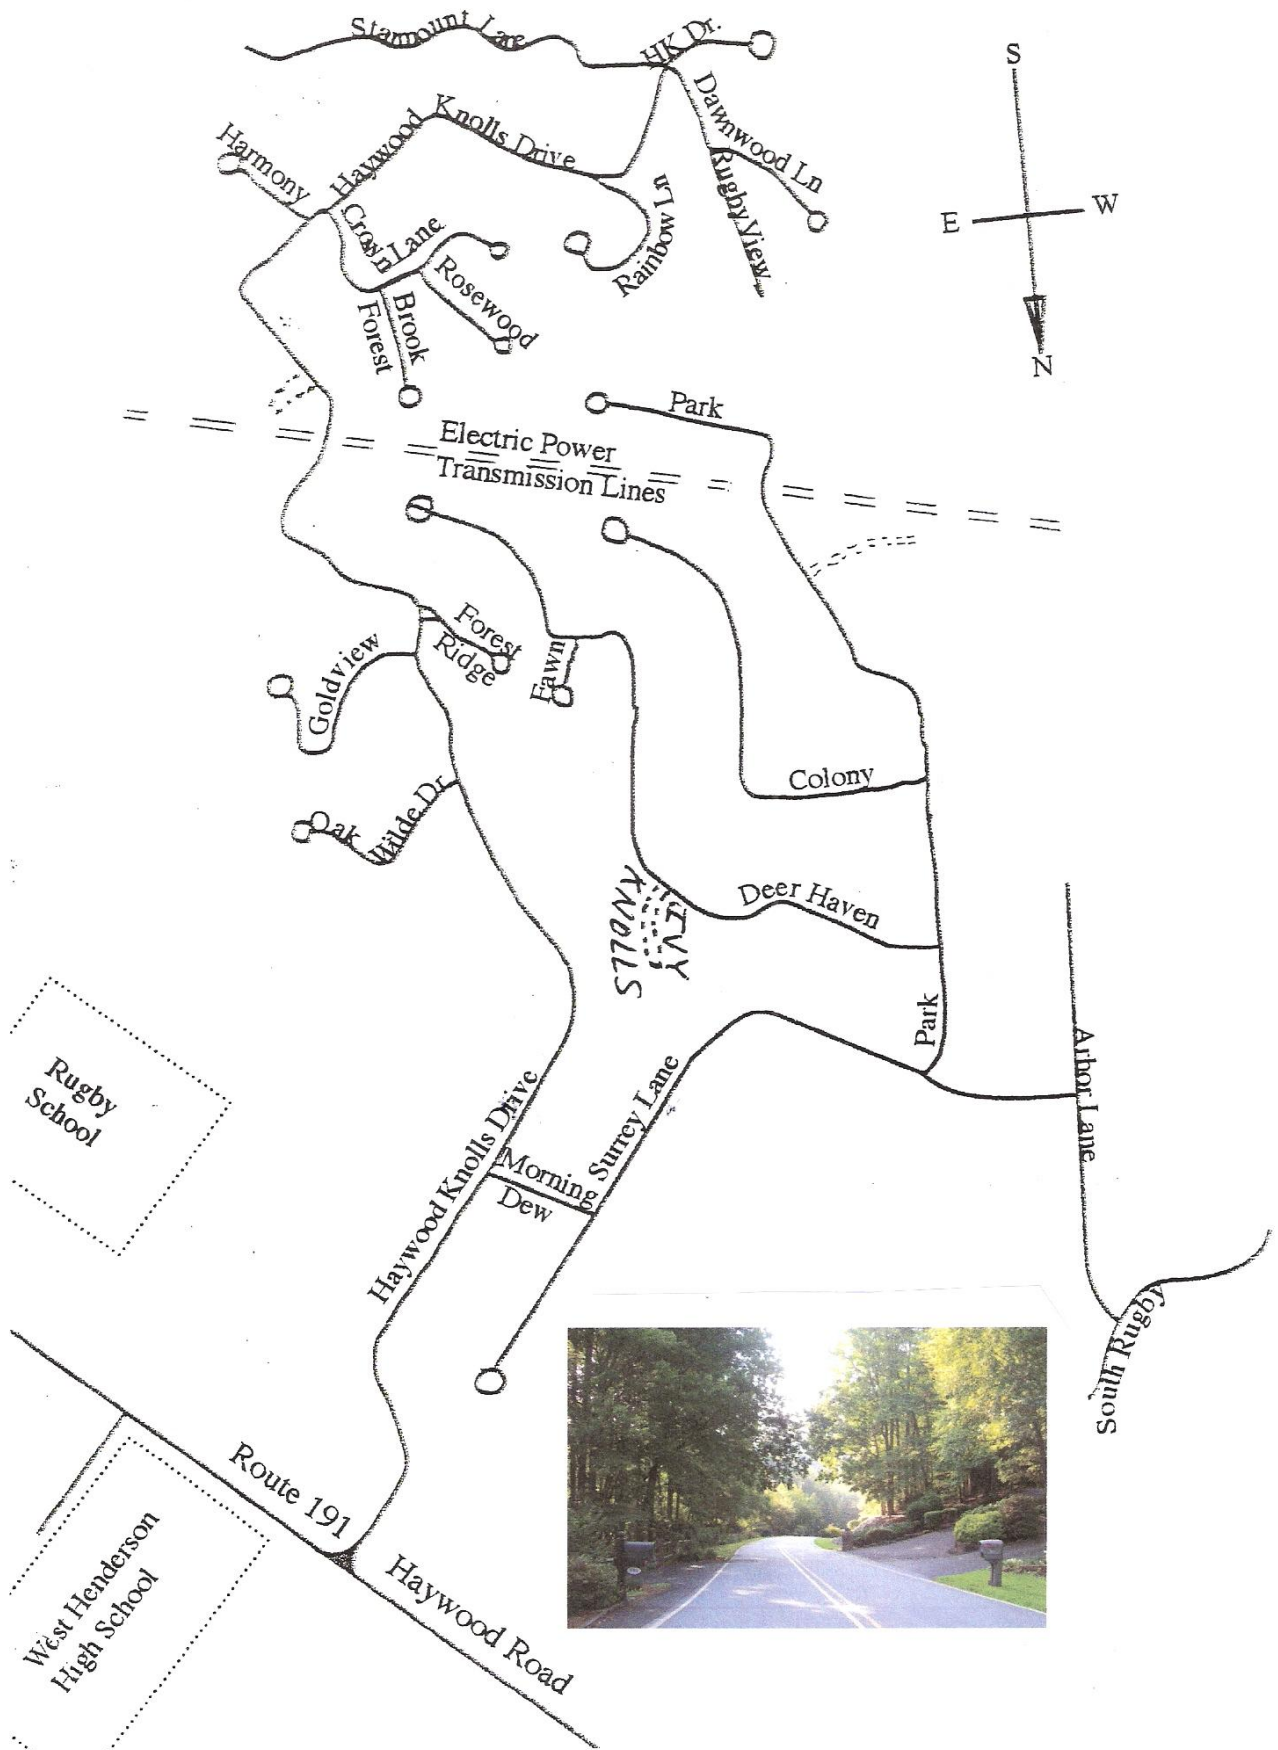 Starmount Lane
HK Dr.
S
Dawnwood Ln
Haywood Knolls Drive
Harmony
Rugby View
E
W
Crown Lane
Rainbow Ln
Rosewood
Brook
Forest
N
Park
Electric Power
Transmission Lines
Forest
Ridge
Goldview
Fawn
Colony
Oak Wilde Dr.
Deer Haven
IVY
KNOLLS
Park
Arbor Lane
Rugby
School
Surrey Lane
Haywood Knolls Drive
Morning
Dew
South Rugby
Route 191
Haywood Road
West Henderson
High School